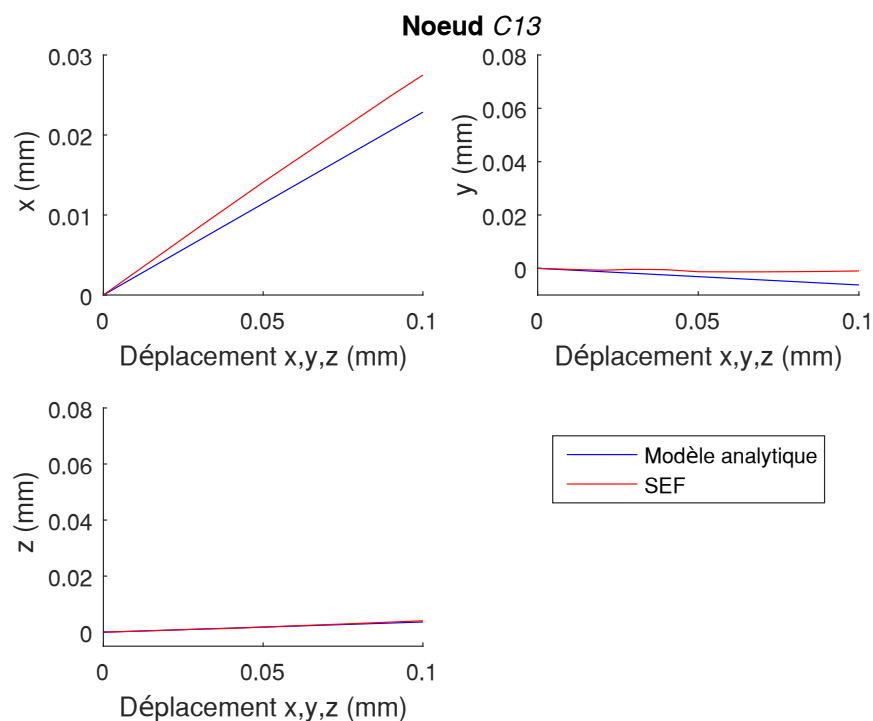 Noeud C13
0.03
0.02
0.01
0
x (mm)
0
0.05
0.1
Déplacement x,y,z (mm)
0.08
0.06
0.04
0.02
0
y (mm)
0
0.05
0.1
Déplacement x,y,z (mm)
0.08
0.06
0.04
0.02
0
z (mm)
0
0.05
0.1
Déplacement x,y,z (mm)
Modèle analytique
SEF